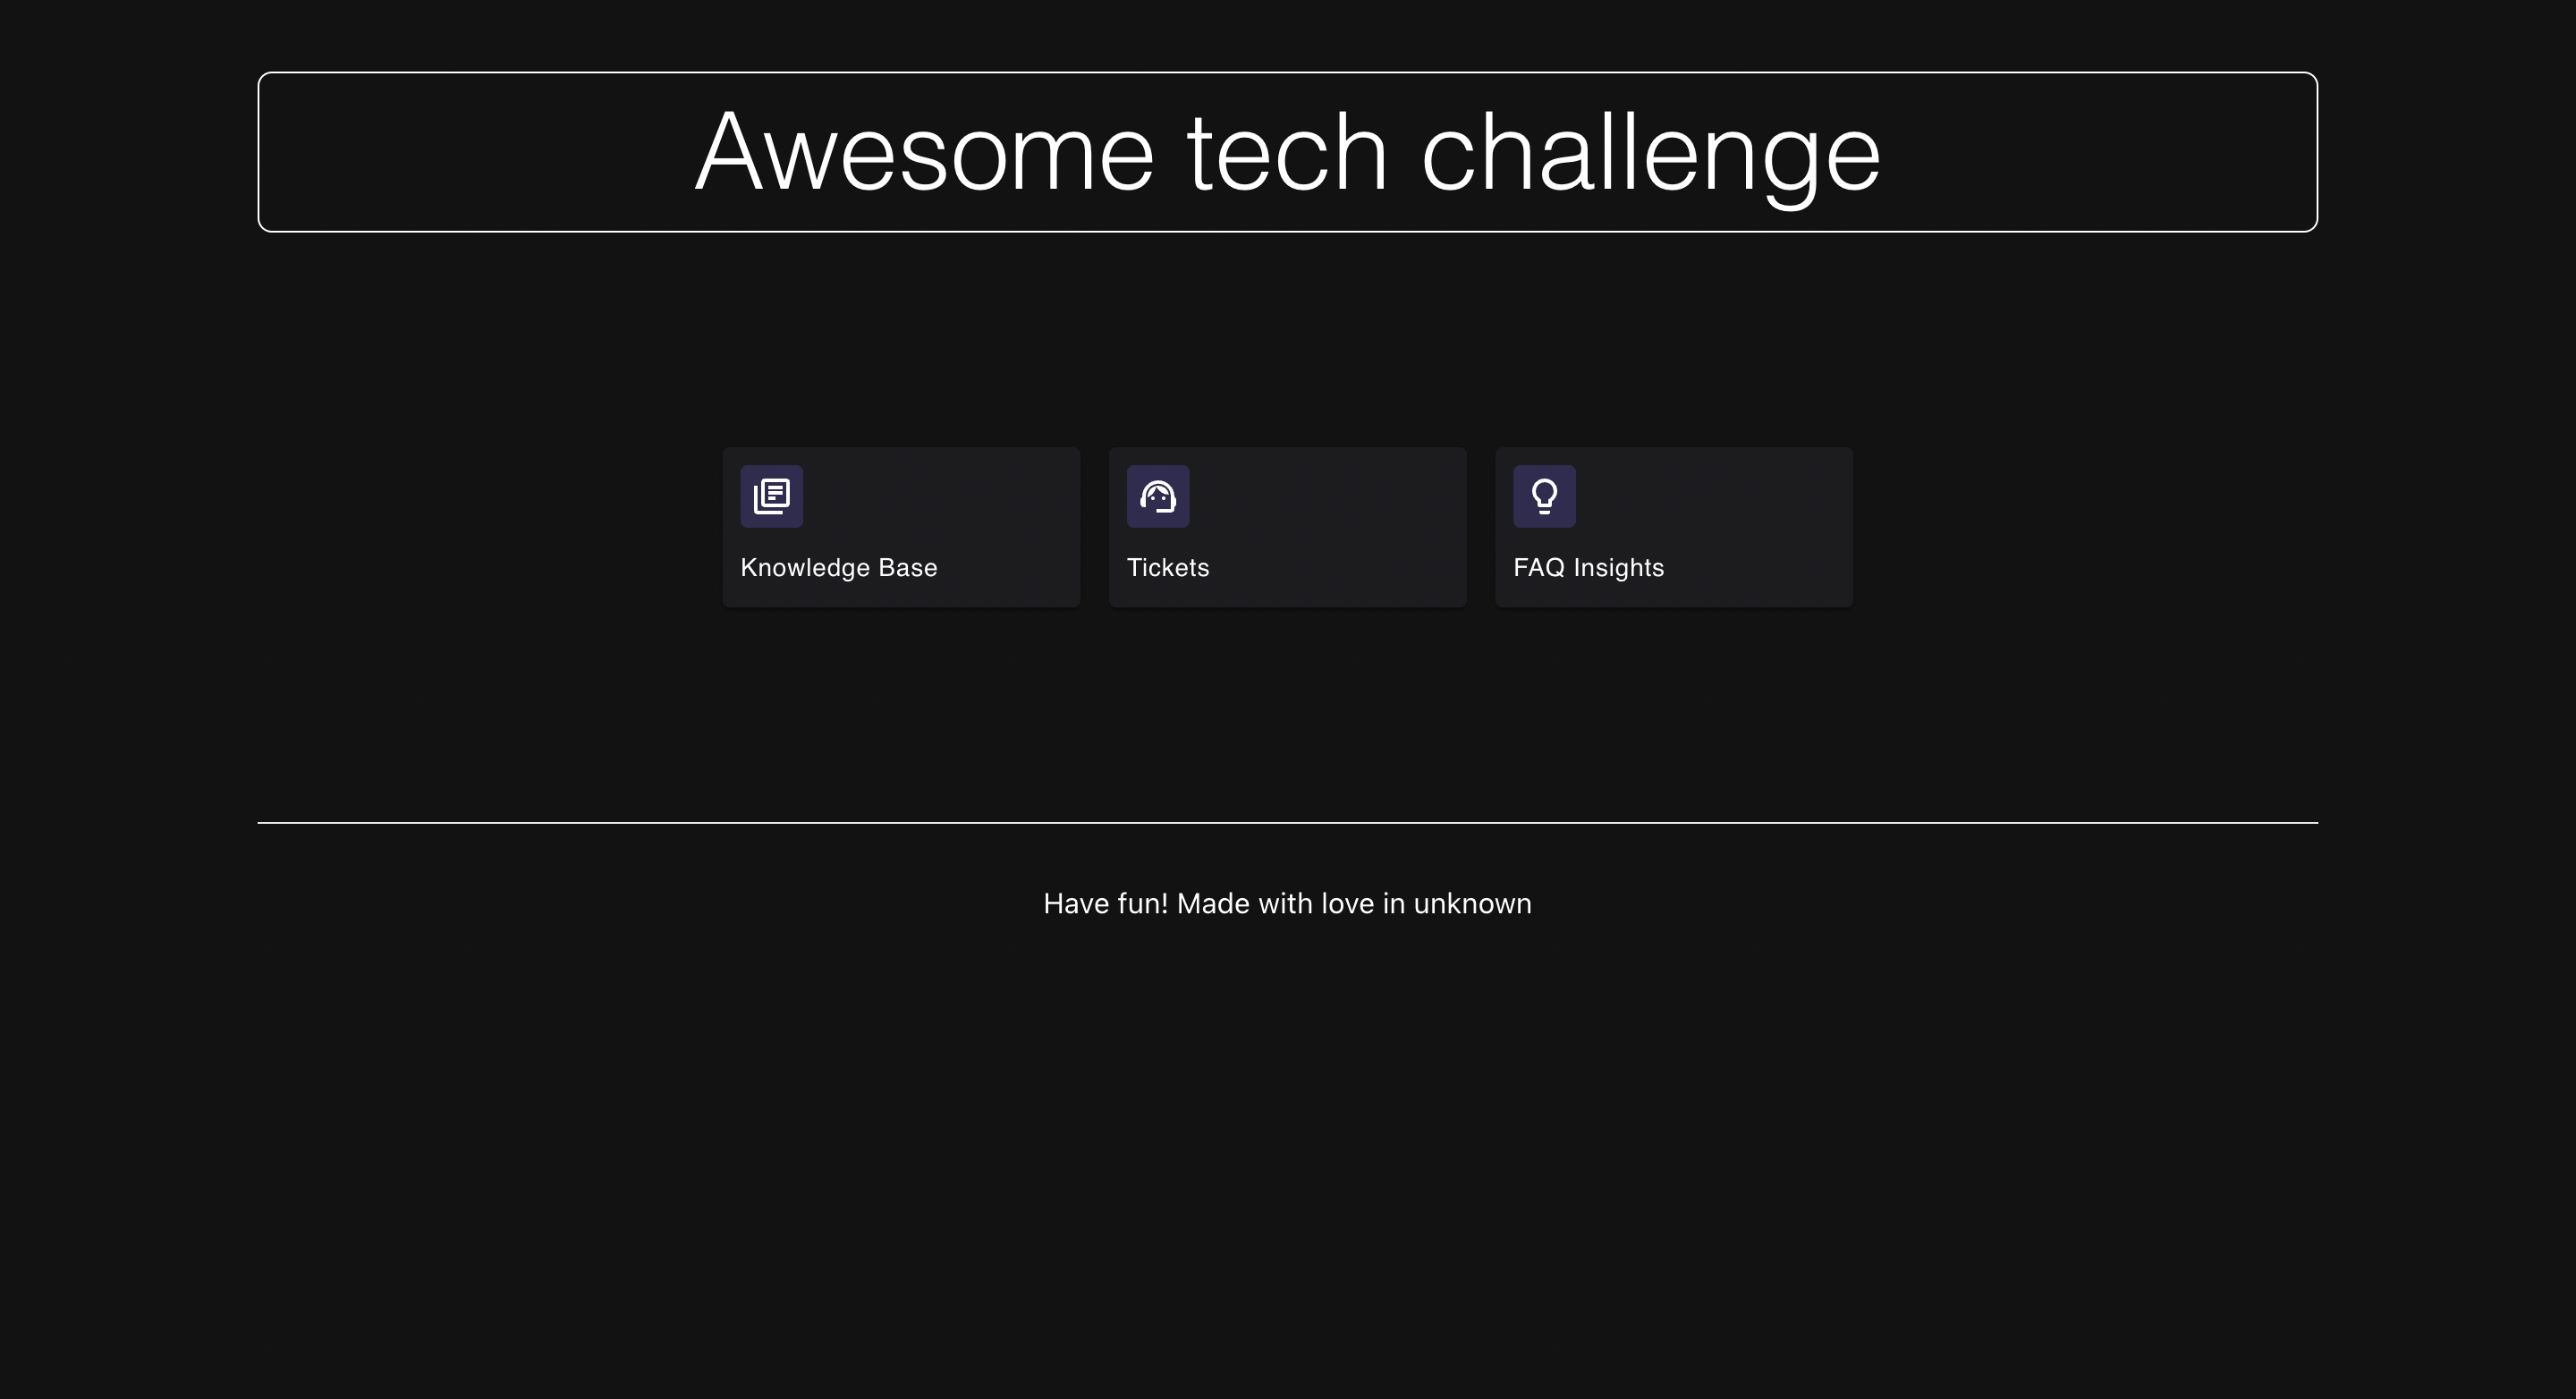 Awesome tech challenge
Knowledge Base
Tickets
FAQ Insights
Have fun! Made with love in unknown